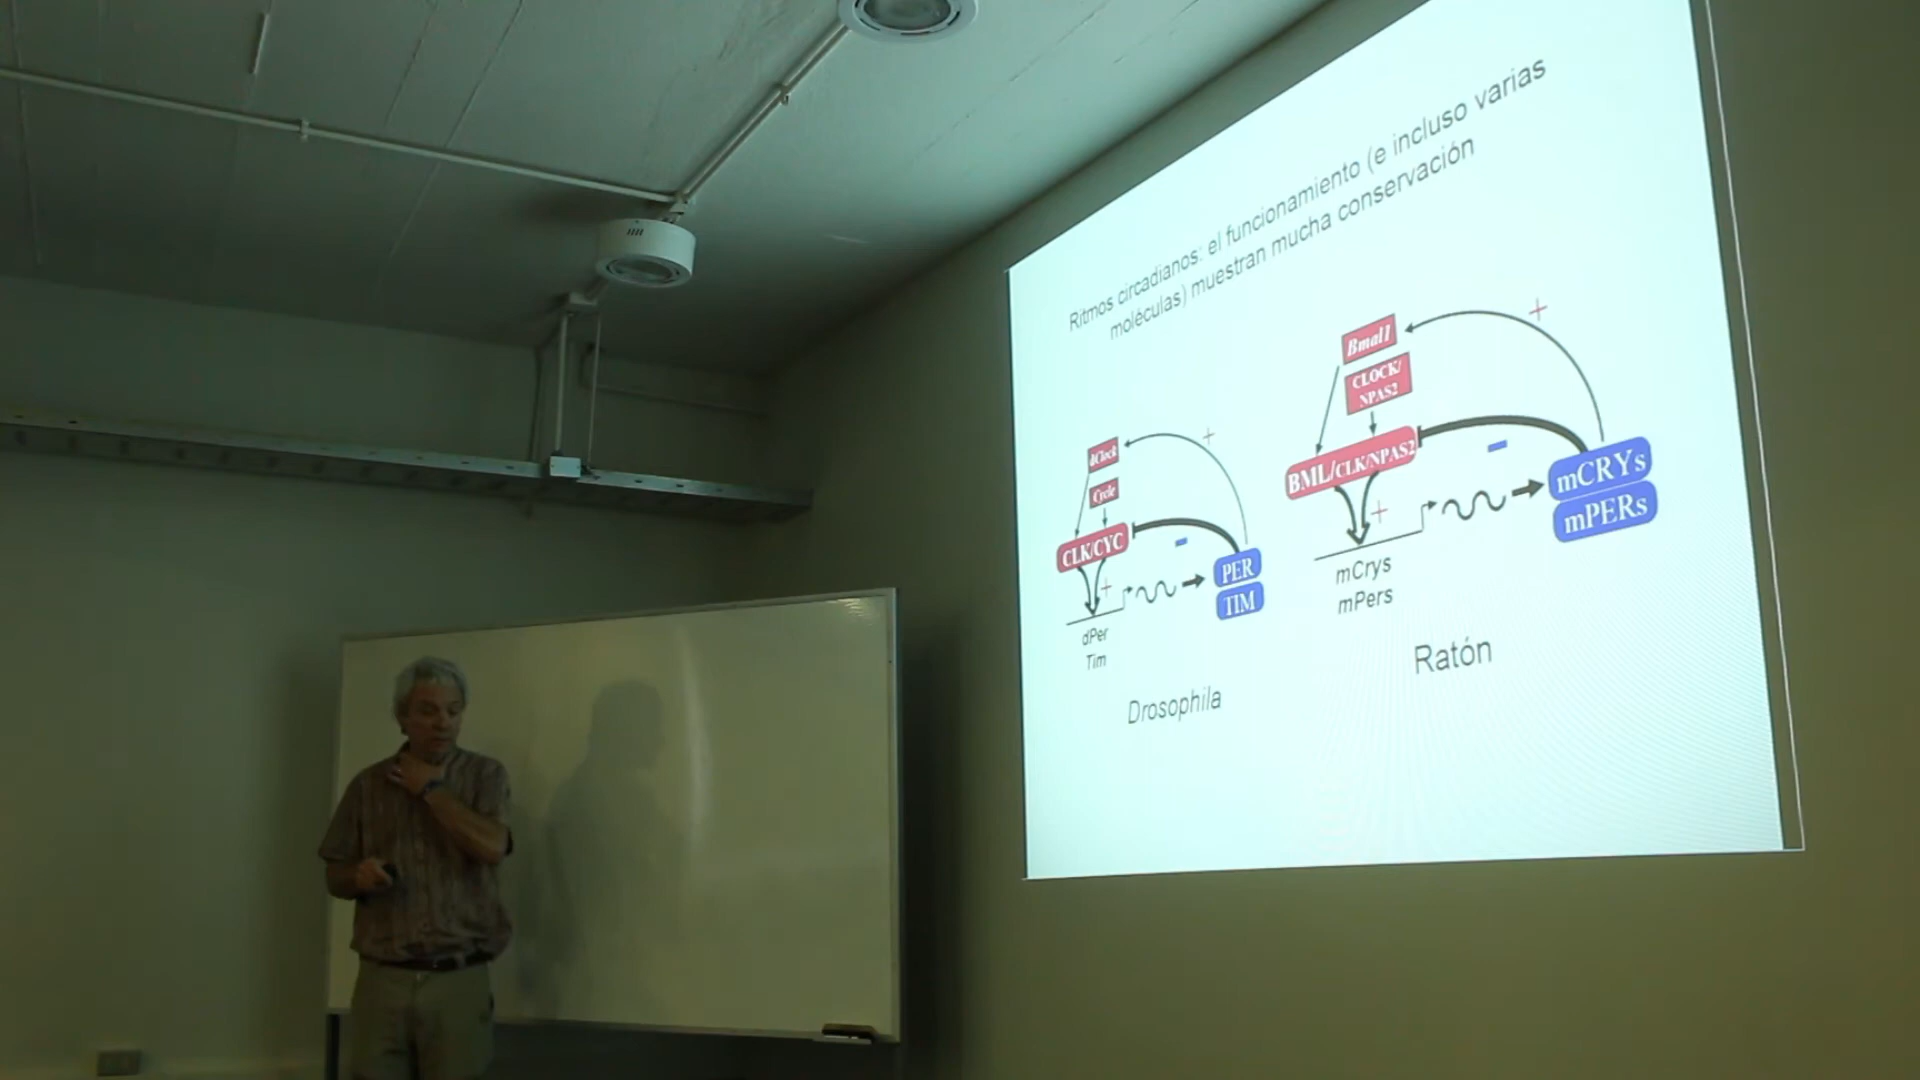 Ritmos circadianos: el funcionamiento (e incluso varias
moléculas) muestran mucha conservación
dClock
Cycle
CLK/CYC
+
-
+
PER
TIM
dPer
Tim
Drosophila
Bmal1
CLOCK/
NPAS2
BML/CLK/NPAS2
+
-
+
mCRYs
mPERs
mCrys
mPers
Ratón